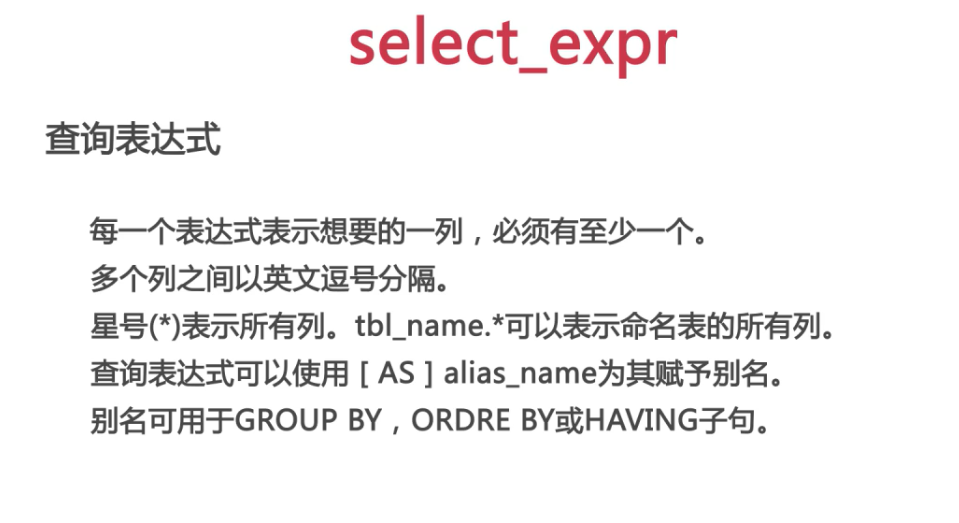 select_expr
查询表达式
每一个表达式表示想要的一列，必须有至少一个。
多个列之间以英文逗号分隔。
星号(*)表示所有列。tbl_name.*可以表示命名表的所有列。
查询表达式可以使用［AS］alias_name为其赋予别名。
别名可用于GROUP BY，ORDRE BY或HAVING子句。